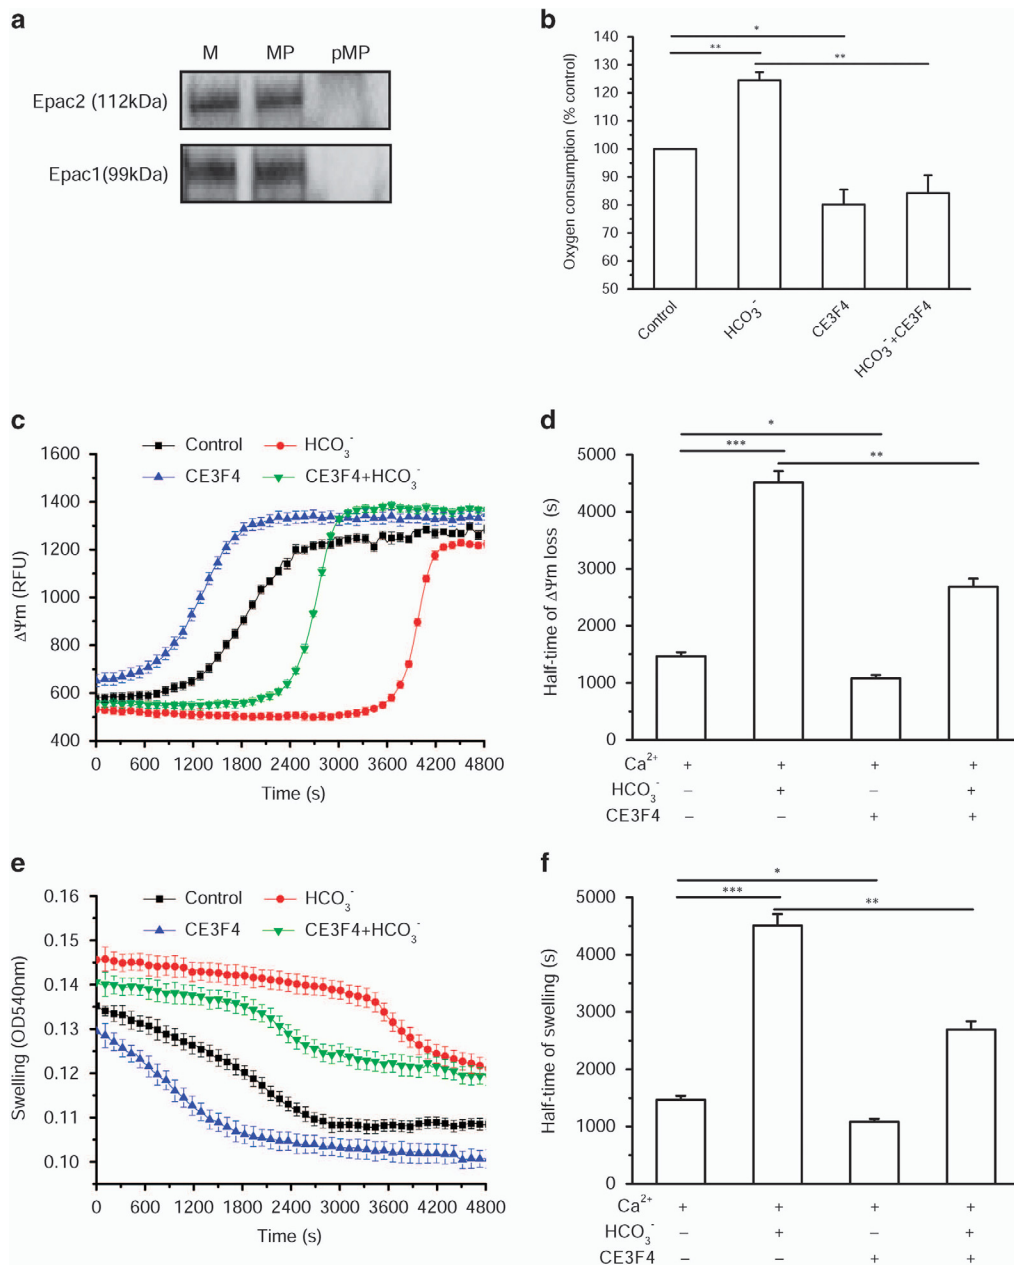 a
M MP pMP
Epac2 (112kDa)
Epac1(99kDa)
b
Oxygen consumption (% control)
140
130
120
110
100
90
80
70
60
50
*
**
**
Control
HCO3-
CE3F4
HCO3-+CE3F4
c
Control
HCO3-
CE3F4
CE3F4+HCO3-
ΔΨm (RFU)
1600
1400
1200
1000
800
600
400
0 600 1200 1800 2400 3000 3600 4200 4800
Time (s)
d
Half-time of ΔΨm loss (s)
5000
4000
3000
2000
1000
0
*
***
**
Ca2+ + + + +
HCO3- – + – +
CE3F4 – – + +
e
Control
HCO3-
CE3F4
CE3F4+HCO3-
Swelling (OD540nm)
0.16
0.15
0.14
0.13
0.12
0.11
0.10
0 600 1200 1800 2400 3000 3600 4200 4800
Time (s)
f
Half-time of swelling (s)
5000
4000
3000
2000
1000
0
*
***
**
Ca2+ + + + +
HCO3- – + – +
CE3F4 – – + +